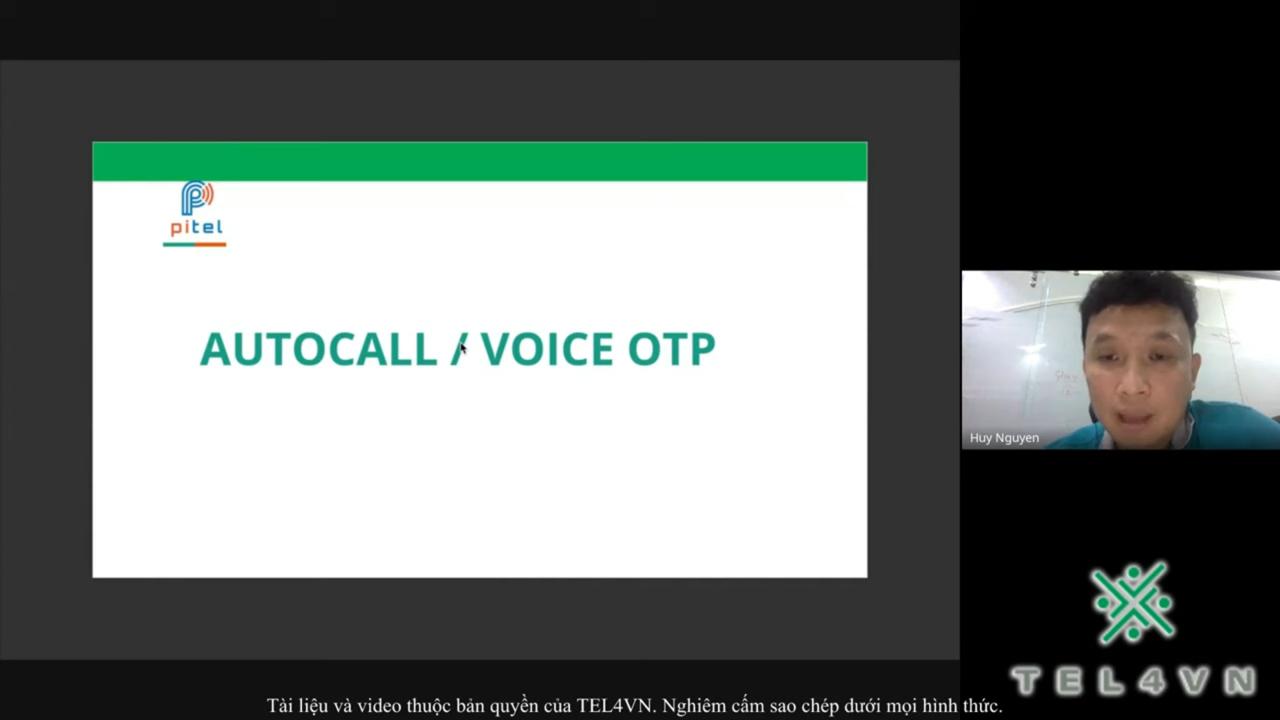 pitel
AUTOCALL / VOICE OTP
Huy Nguyen
TEL4VN
Tài liệu và video thuộc bản quyền của TEL4VN. Nghiêm cấm sao chép dưới mọi hình thức.